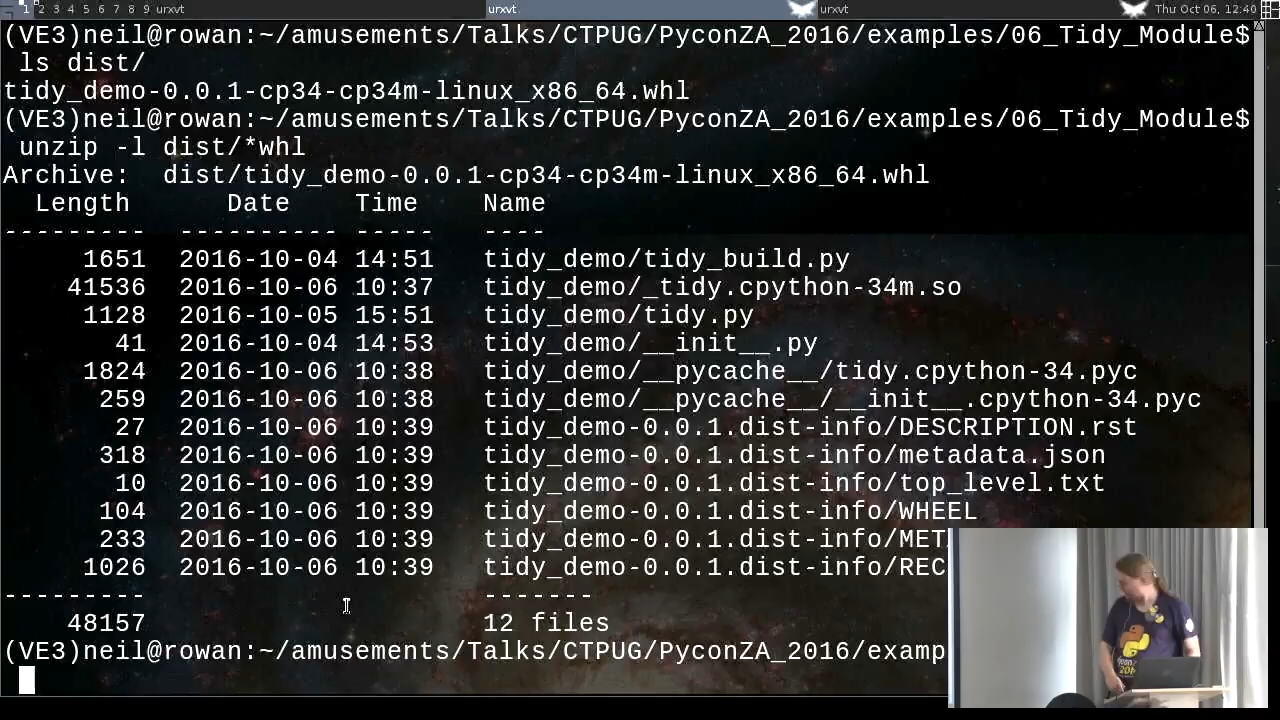 1 2 3 4 5 6 7 8 9 urxvt urxvt urxvt Thu Oct 06, 12:40
(VE3)neil@rowan:~/amusements/Talks/CTPUG/PyconZA_2016/examples/06_Tidy_Module$
ls dist/
tidy_demo-0.0.1-cp34-cp34m-linux_x86_64.whl
(VE3)neil@rowan:~/amusements/Talks/CTPUG/PyconZA_2016/examples/06_Tidy_Module$
unzip -l dist/*whl
Archive:  dist/tidy_demo-0.0.1-cp34-cp34m-linux_x86_64.whl
Length Date Time Name
--------- ---------- ----- ----
1651 2016-10-04 14:51 tidy_demo/tidy_build.py
41536 2016-10-06 10:37 tidy_demo/_tidy.cpython-34m.so
1128 2016-10-05 15:51 tidy_demo/tidy.py
41 2016-10-04 14:53 tidy_demo/__init__.py
1824 2016-10-06 10:38 tidy_demo/__pycache__/tidy.cpython-34.pyc
259 2016-10-06 10:38 tidy_demo/__pycache__/__init__.cpython-34.pyc
27 2016-10-06 10:39 tidy_demo-0.0.1.dist-info/DESCRIPTION.rst
318 2016-10-06 10:39 tidy_demo-0.0.1.dist-info/metadata.json
10 2016-10-06 10:39 tidy_demo-0.0.1.dist-info/top_level.txt
104 2016-10-06 10:39 tidy_demo-0.0.1.dist-info/WHEEL
233 2016-10-06 10:39 tidy_demo-0.0.1.dist-info/MET
1026 2016-10-06 10:39 tidy_demo-0.0.1.dist-info/REC
--------- -------
48157 12 files
(VE3)neil@rowan:~/amusements/Talks/CTPUG/PyconZA_2016/examp